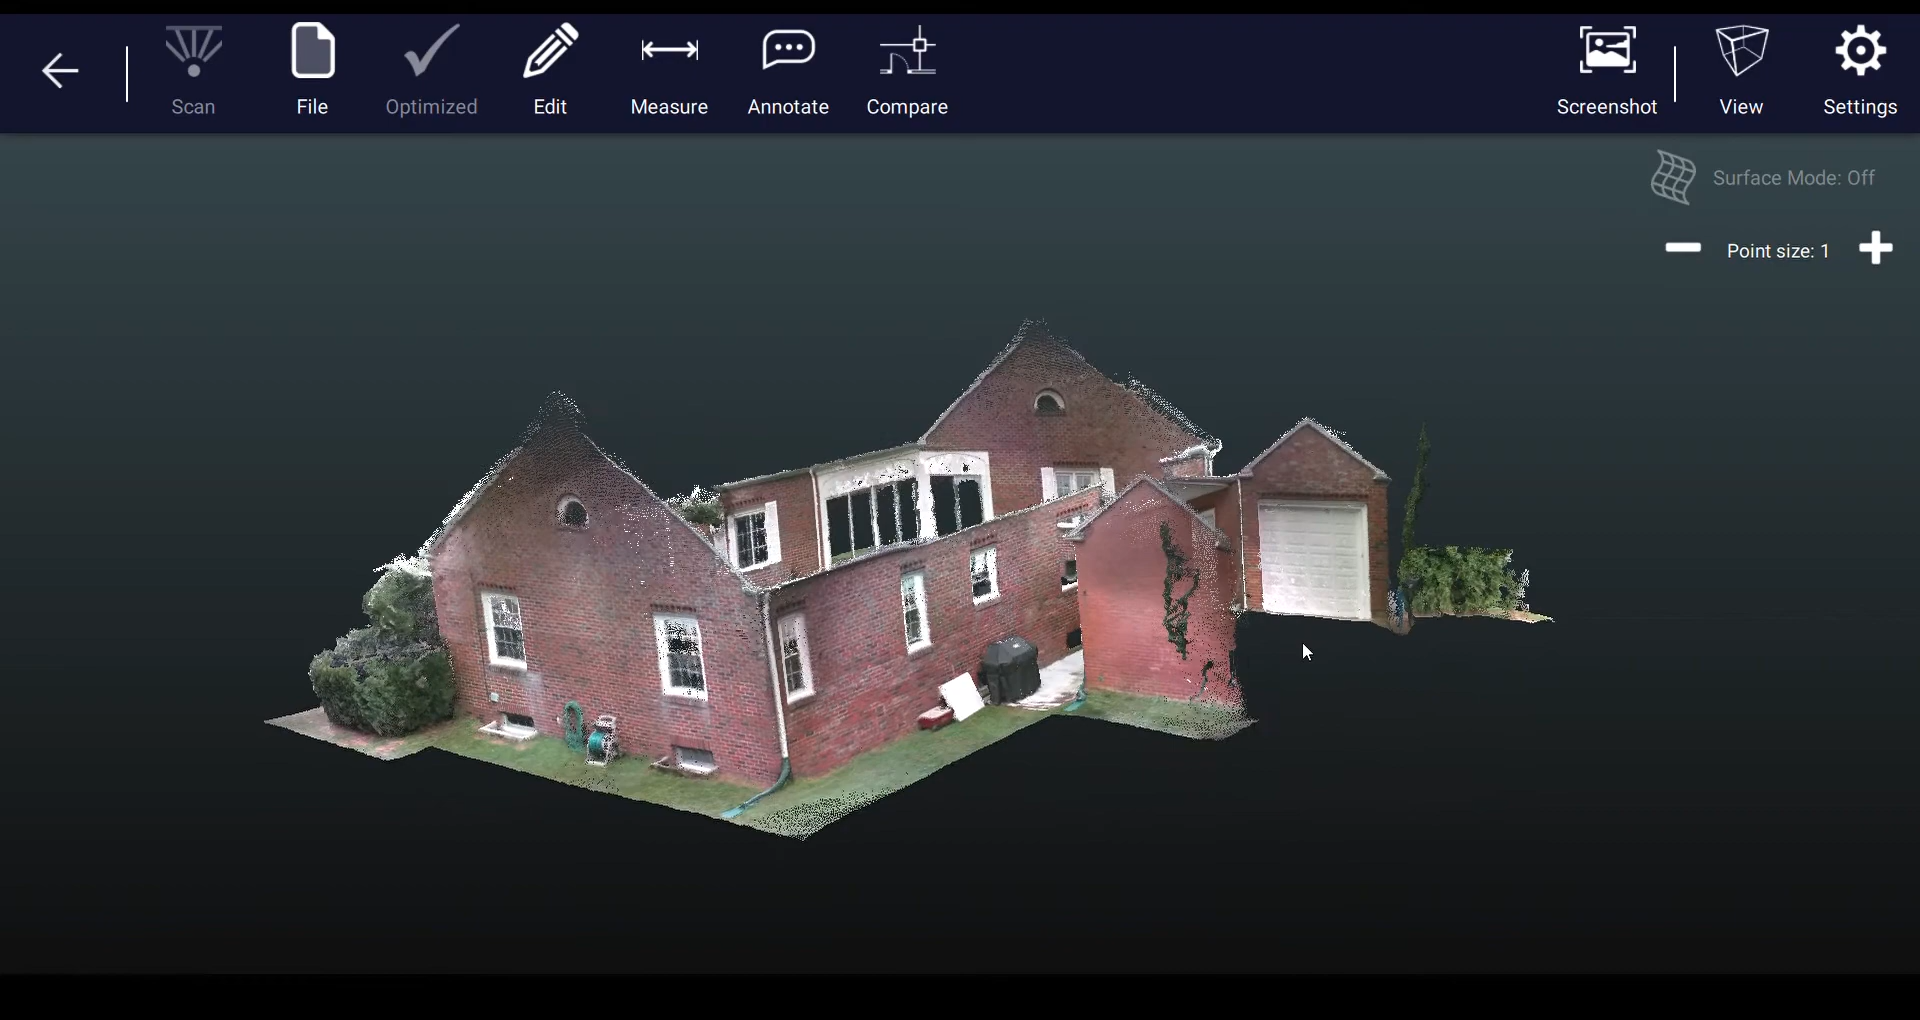 Scan
File
Optimized
Edit
Measure
Annotate
Compare
Screenshot
View
Settings
Surface Mode: Off
Point size: 1